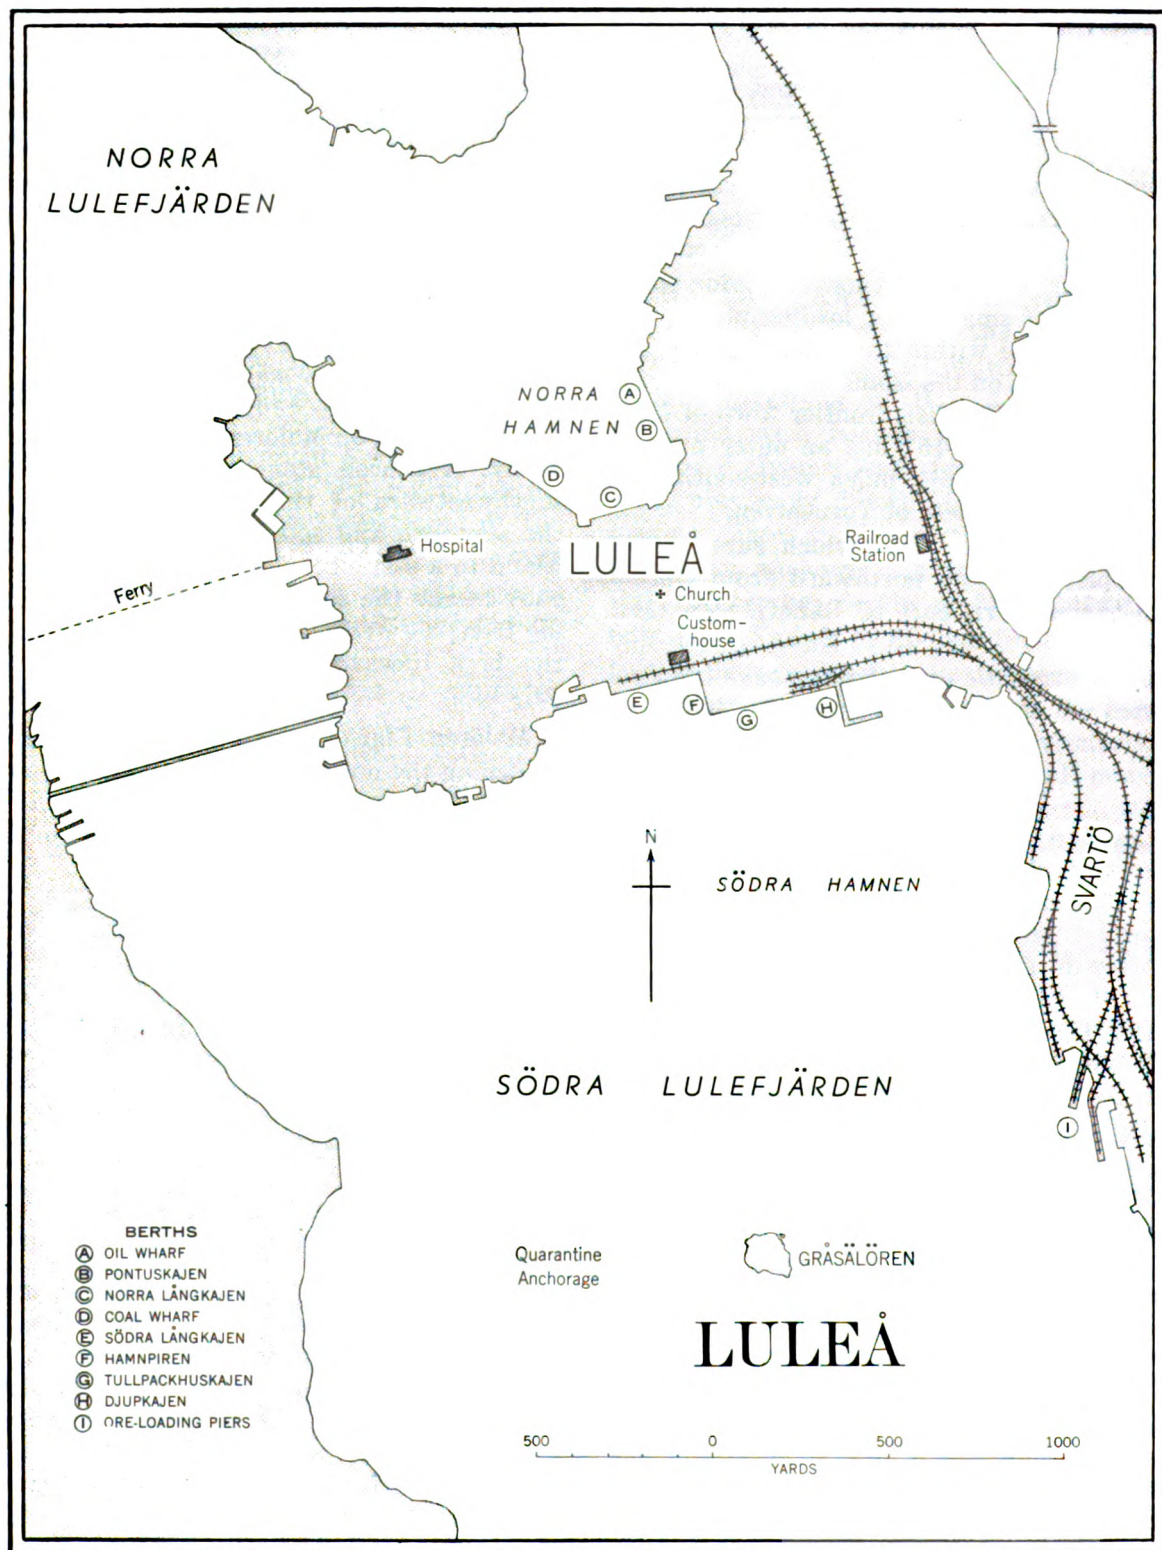 NORRA
LULEFJÄRDEN
NORRA Ⓐ
HAMNEN Ⓑ
Ⓓ
Ⓒ
Hospital
LULEÅ
Railroad
Station
Ferry
Church
Custom-
house
Ⓔ Ⓕ Ⓖ Ⓗ
N
SÖDRA HAMNEN
SVARTÖ
SÖDRA LULEFJÄRDEN
Ⓘ
BERTHS
Ⓐ OIL WHARF
Ⓑ PONTUSKAJEN
Ⓒ NORRA LÅNGKAJEN
Ⓓ COAL WHARF
Ⓔ SÖDRA LÅNGKAJEN
Ⓕ HAMNPIREN
Ⓖ TULLPACKHUSKAJEN
Ⓗ DJUPKAJEN
Ⓘ ORE-LOADING PIERS
Quarantine
Anchorage
GRÅSÄLÖREN
LULEÅ
500 0 500 1000
YARDS